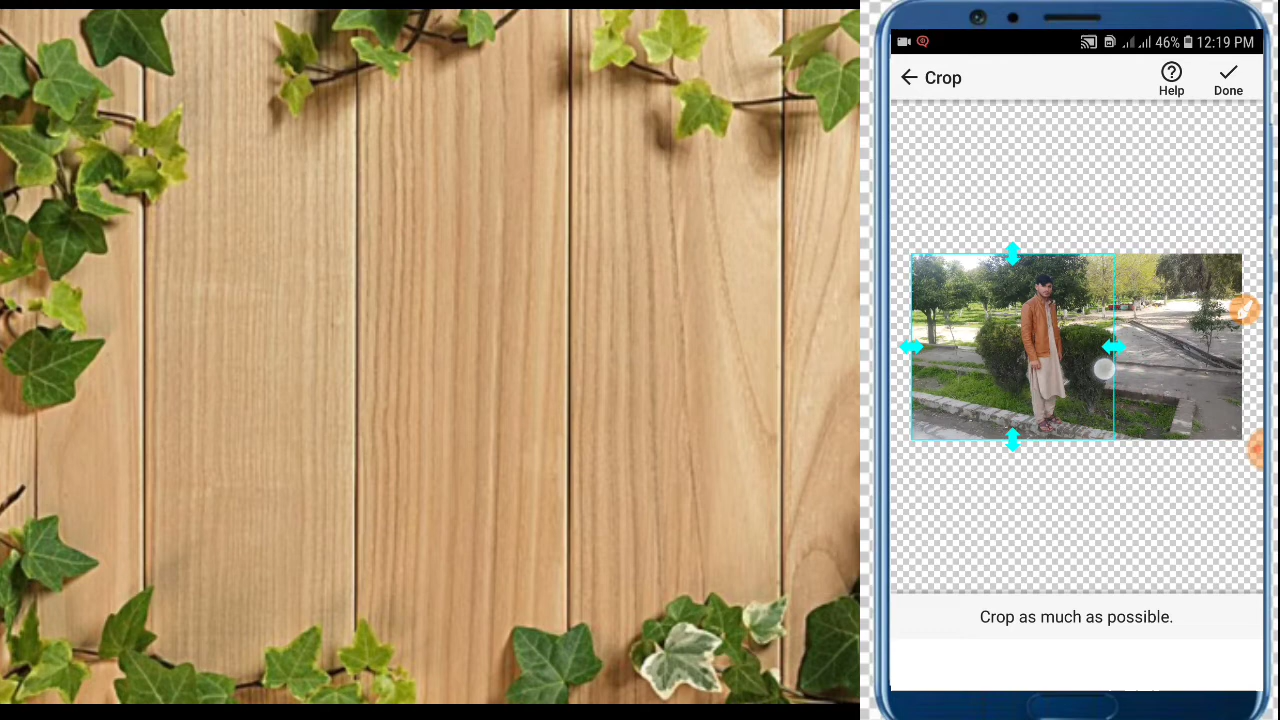 46% 12:19 PM
Crop
Help
Done
Crop as much as possible.